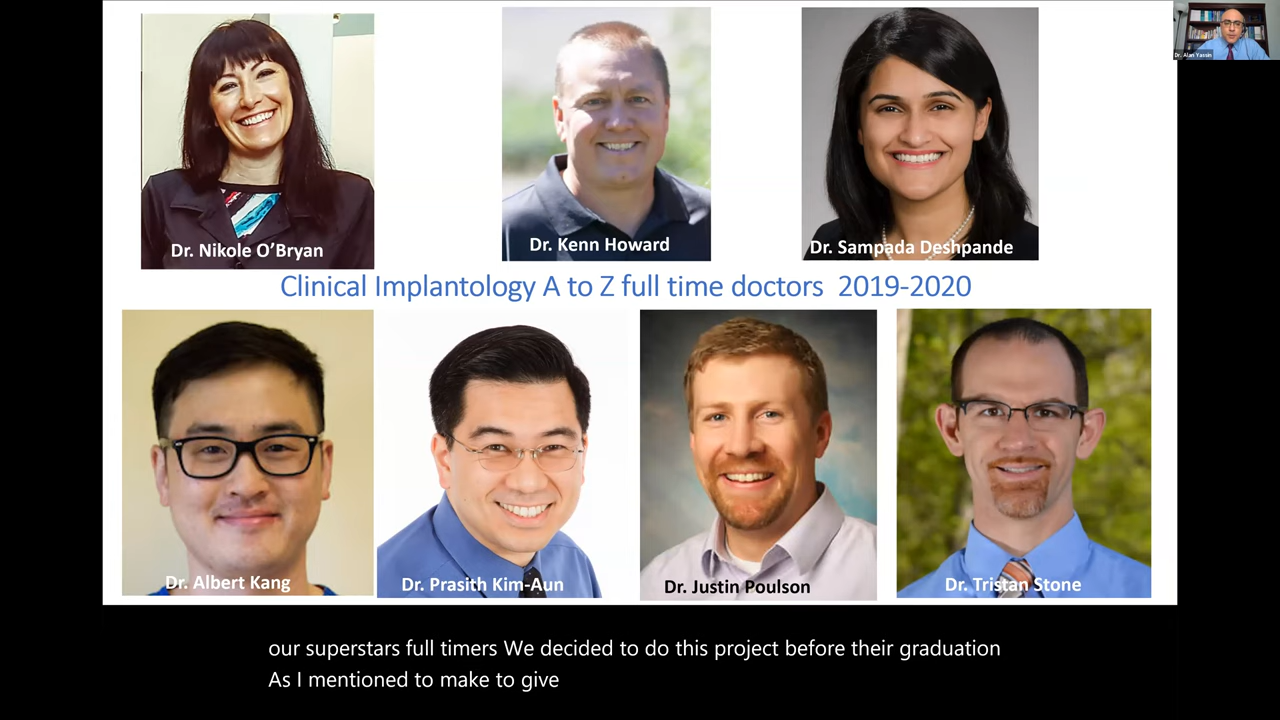 Dr. Alan Yassin
Dr. Nikole O'Bryan
Dr. Kenn Howard
Dr. Sampada Deshpande
Clinical Implantology A to Z full time doctors 2019-2020
Dr. Albert Kang
Dr. Prasith Kim-Aun
Dr. Justin Poulson
Dr. Tristan Stone
our superstars full timers We decided to do this project before their graduation
As I mentioned to make to give